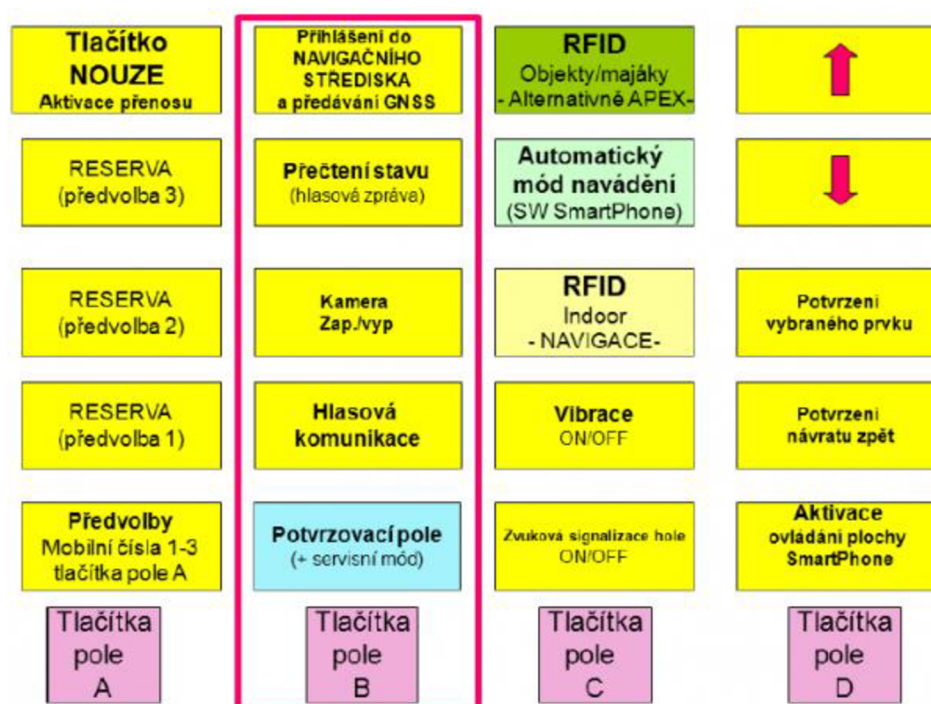 Tlačítko
NOUZE
Aktivace přenosu
Přihlášení do
NAVIGAČNÍHO
STŘEDISKA
a předávání GNSS
RFID
Objekty/majáky
- Alternativně APEX-
RESERVA
(předvolba 3)
Přečtení stavu
(hlasová zpráva)
Automatický
mód navádění
(SW SmartPhone)
RESERVA
(předvolba 2)
Kamera
Zap./vyp
RFID
Indoor
- NAVIGACE-
Potvrzení
vybraného prvku
RESERVA
(předvolba 1)
Hlasová
komunikace
Vibrace
ON/OFF
Potvrzení
návratu zpět
Předvolby
Mobilní čísla 1-3
tlačítka pole A
Potvrzovací pole
(+ servisní mód)
Zvuková signalizace hole
ON/OFF
Aktivace
ovládání plochy
SmartPhone
Tlačítka
pole
A
Tlačítka
pole
B
Tlačítka
pole
C
Tlačítka
pole
D